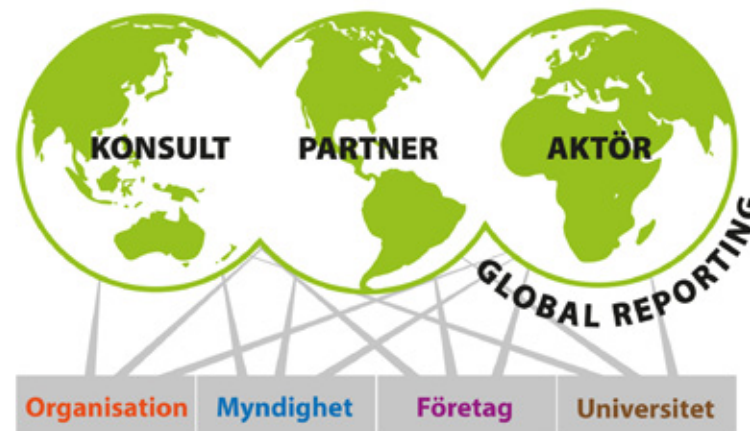 KONSULT PARTNER AKTÖR
GLOBAL REPORTING
Organisation Myndighet Företag Universitet